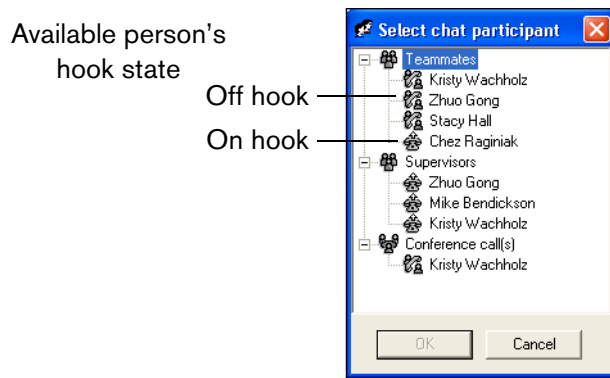 Available person's
hook state
Off hook
On hook
Select chat participant
Teammates
Kristy Wachholz
Zhuo Gong
Stacy Hall
Chez Raginiak
Supervisors
Zhuo Gong
Mike Bendickson
Kristy Wachholz
Conference call(s)
Kristy Wachholz
OK
Cancel